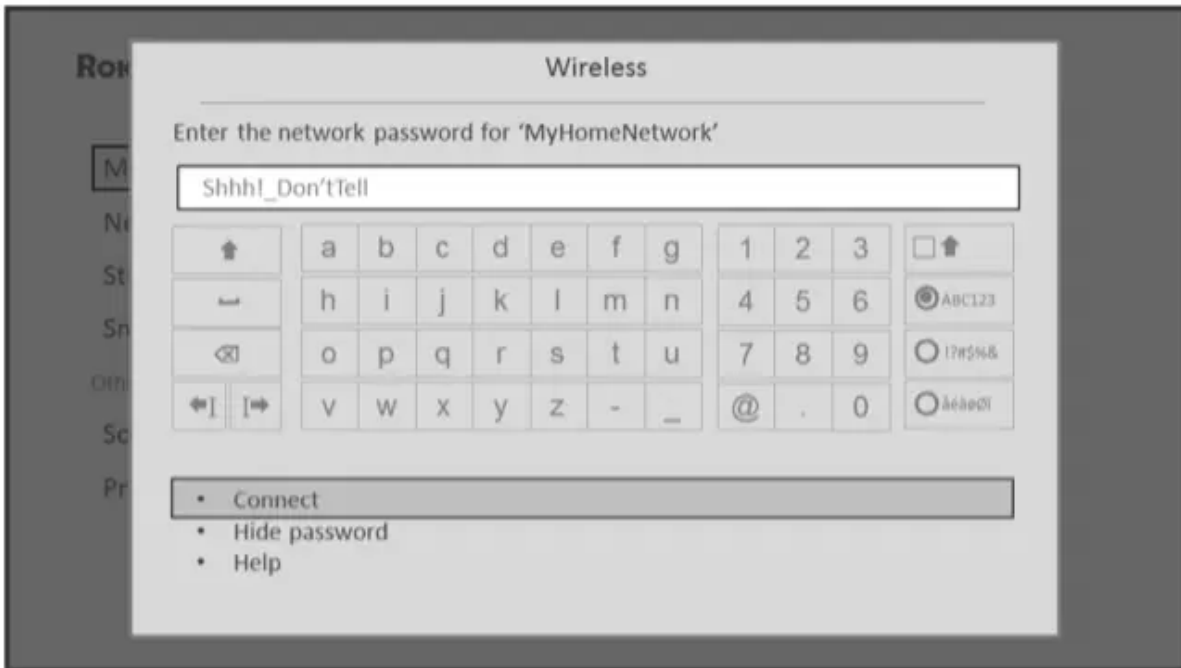 Wireless
Enter the network password for ‘MyHomeNetwork’
Shhh!_Don’tTell
a b c d e f g 1 2 3
h i j k l m n 4 5 6 ABC123
o p q r s t u 7 8 9 !?#$%&
v w x y z - _ @ . 0
• Connect
• Hide password
• Help